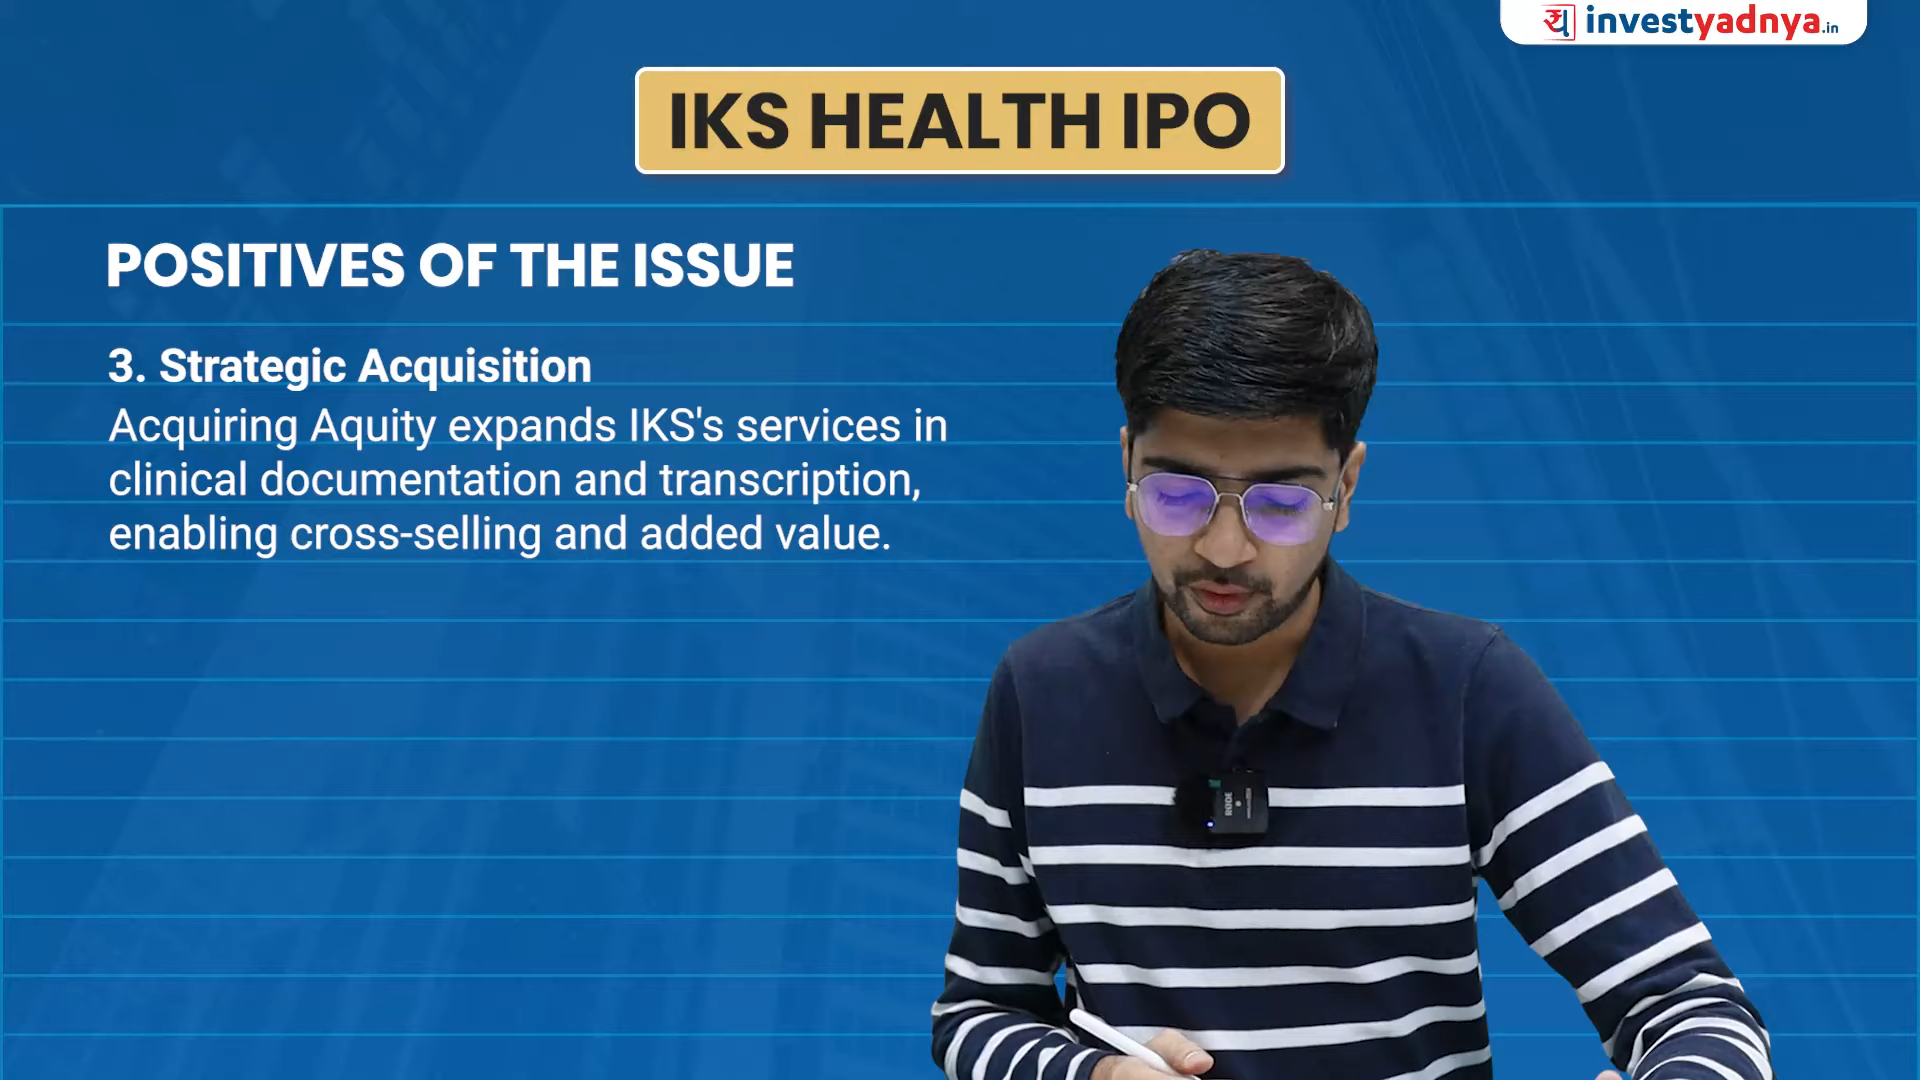 investyadnya.in
IKS HEALTH IPO
POSITIVES OF THE ISSUE
3. Strategic Acquisition
Acquiring Aquity expands IKS's services in
clinical documentation and transcription,
enabling cross-selling and added value.
RØDE